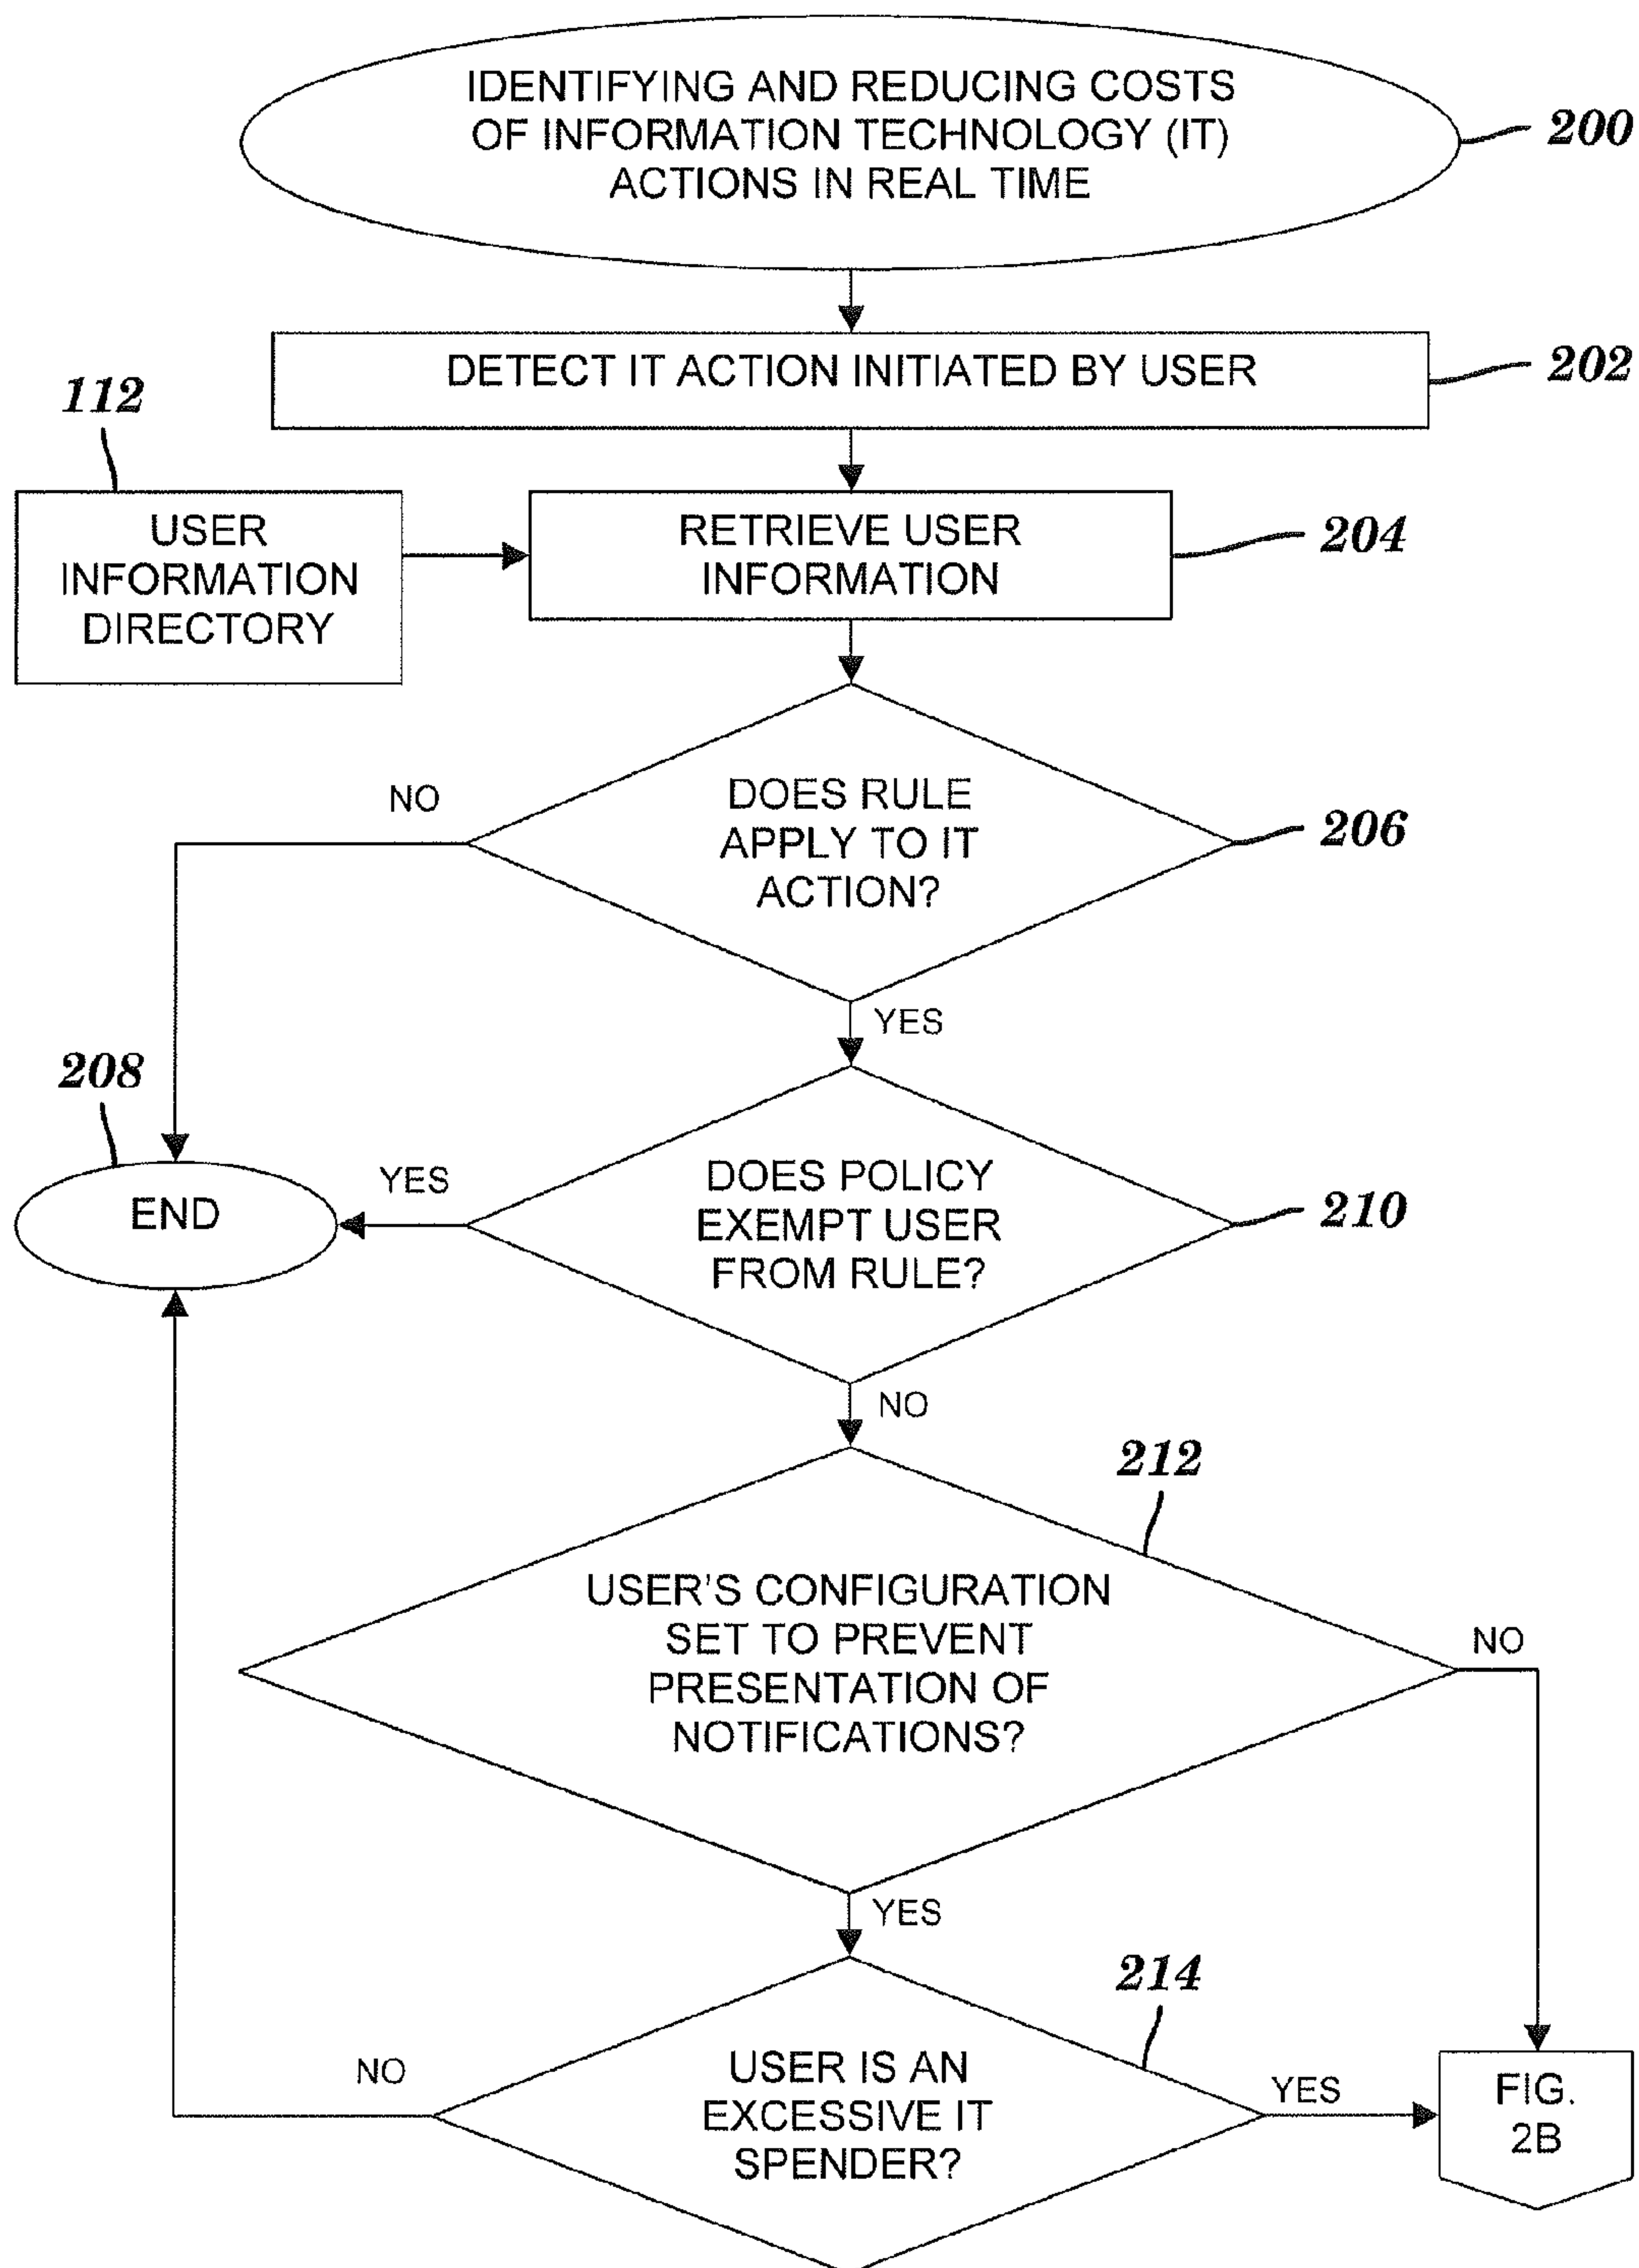 IDENTIFYING AND REDUCING COSTS
OF INFORMATION TECHNOLOGY (IT)
ACTIONS IN REAL TIME
200
DETECT IT ACTION INITIATED BY USER
202
112
USER
INFORMATION
DIRECTORY
RETRIEVE USER
INFORMATION
204
NO
DOES RULE
APPLY TO IT
ACTION?
206
YES
208
END
YES
DOES POLICY
EXEMPT USER
FROM RULE?
210
NO
212
USER'S CONFIGURATION
SET TO PREVENT
PRESENTATION OF
NOTIFICATIONS?
NO
YES
214
NO
USER IS AN
EXCESSIVE IT
SPENDER?
YES
FIG.
2B